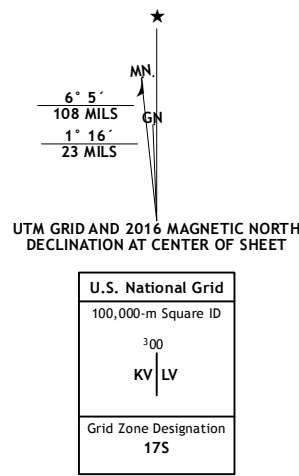 MN.
GN
6° 5´
108 MILS
1° 16´
23 MILS
UTM GRID AND 2016 MAGNETIC NORTH
DECLINATION AT CENTER OF SHEET
U.S. National Grid
100,000-m Square ID
³00
KV LV
Grid Zone Designation
17S